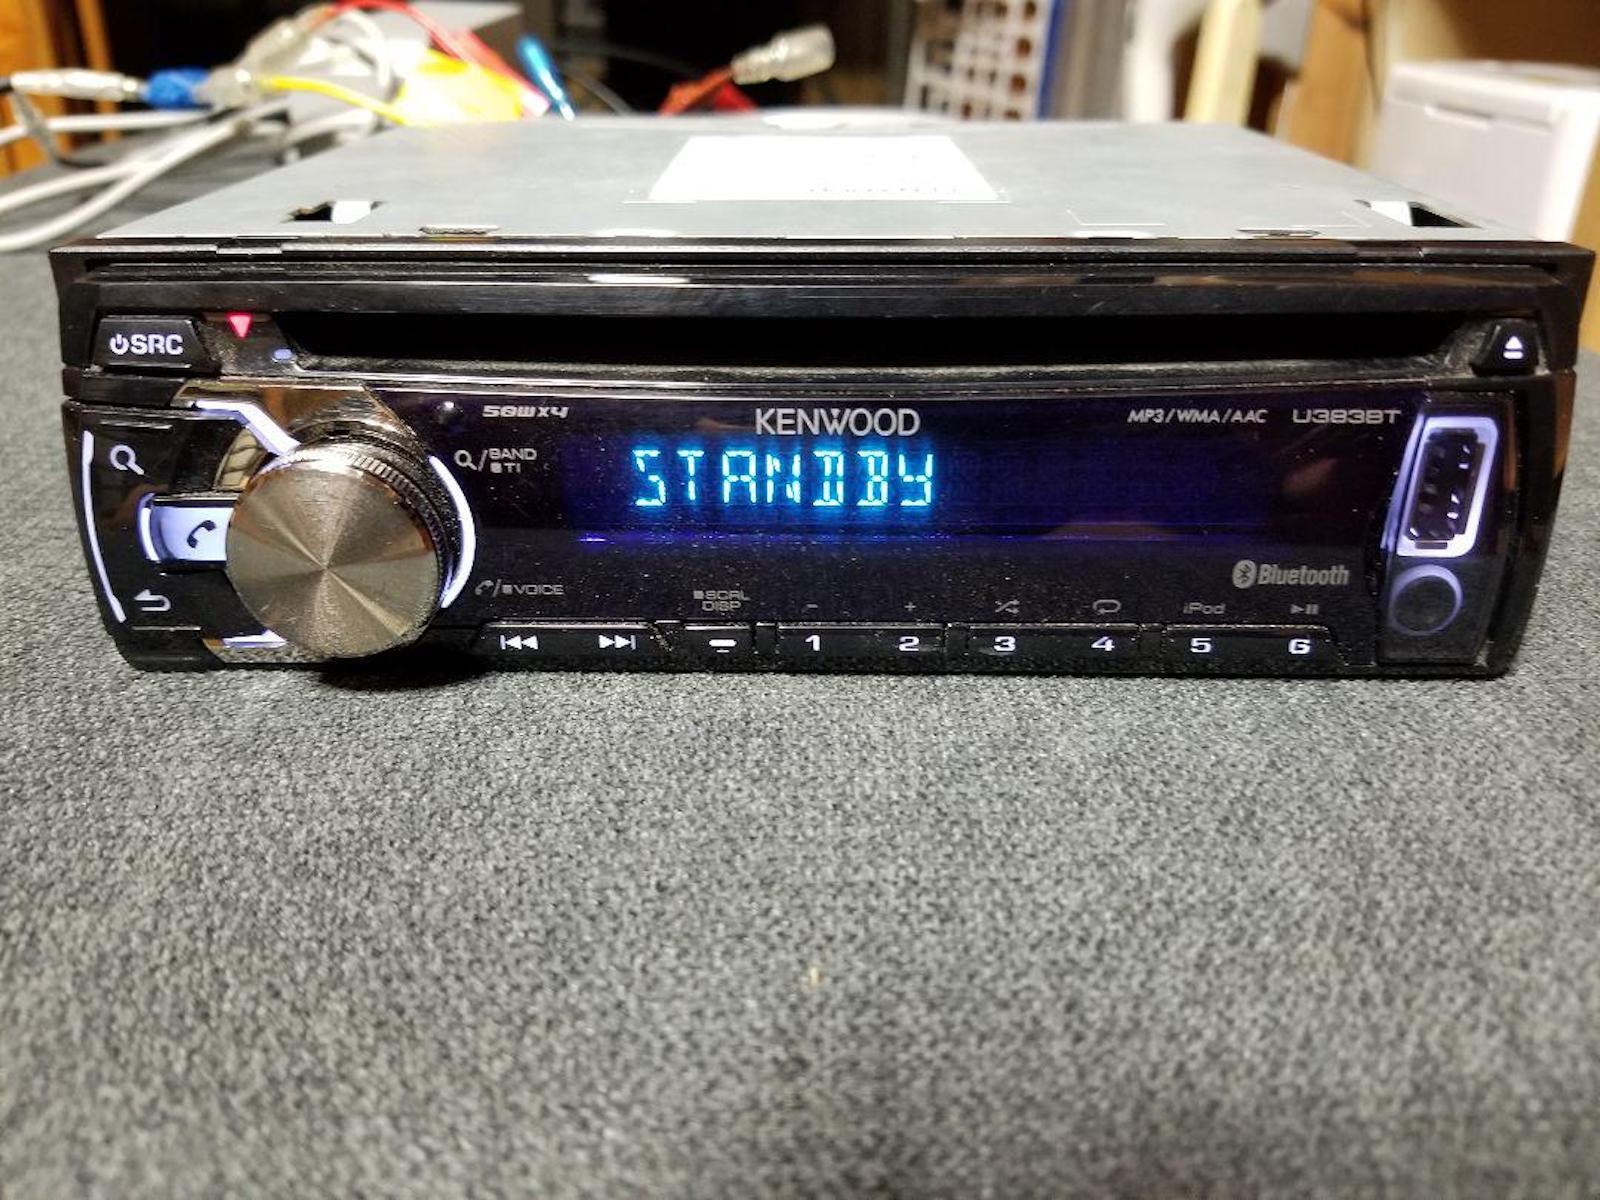 SRC
50W×4
KENWOOD
MP3/WMA/AAC U383BT
BAND
TI
STANDBY
Bluetooth
VOICE
SCRL
DISP
− + iPod
1 2 3 4 5 6